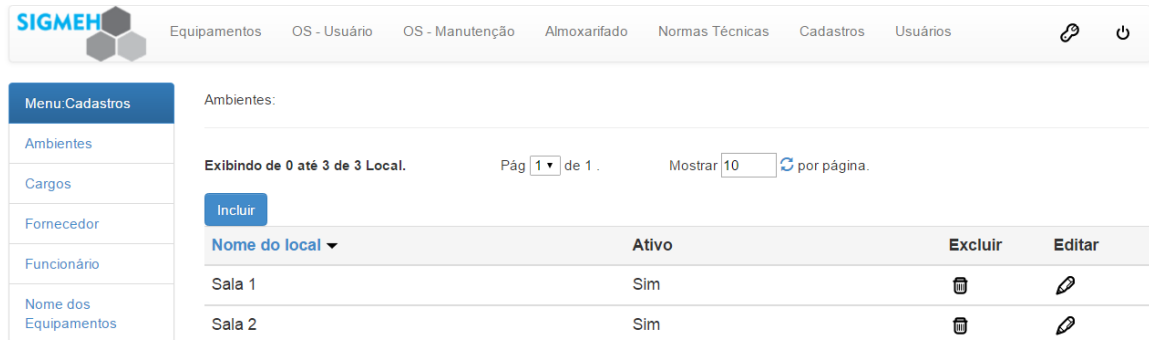 SIGMEH
Equipamentos OS - Usuário OS - Manutenção Almoxarifado Normas Técnicas Cadastros Usuários
Menu:Cadastros
Ambientes
Cargos
Fornecedor
Funcionário
Nome dos
Equipamentos
Ambientes:
Exibindo de 0 até 3 de 3 Local. Pág 1 de 1 . Mostrar 10 por página.
Incluir
Nome do local Ativo Excluir Editar
Sala 1 Sim
Sala 2 Sim